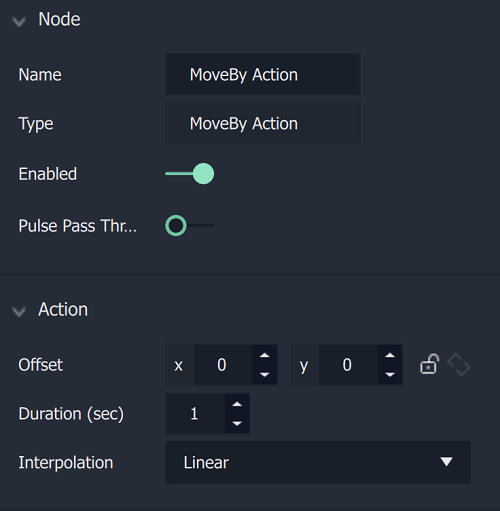 Node
Name MoveBy Action
Type MoveBy Action
Enabled
Pulse Pass Thr...
Action
Offset x 0 y 0
Duration (sec) 1
Interpolation Linear